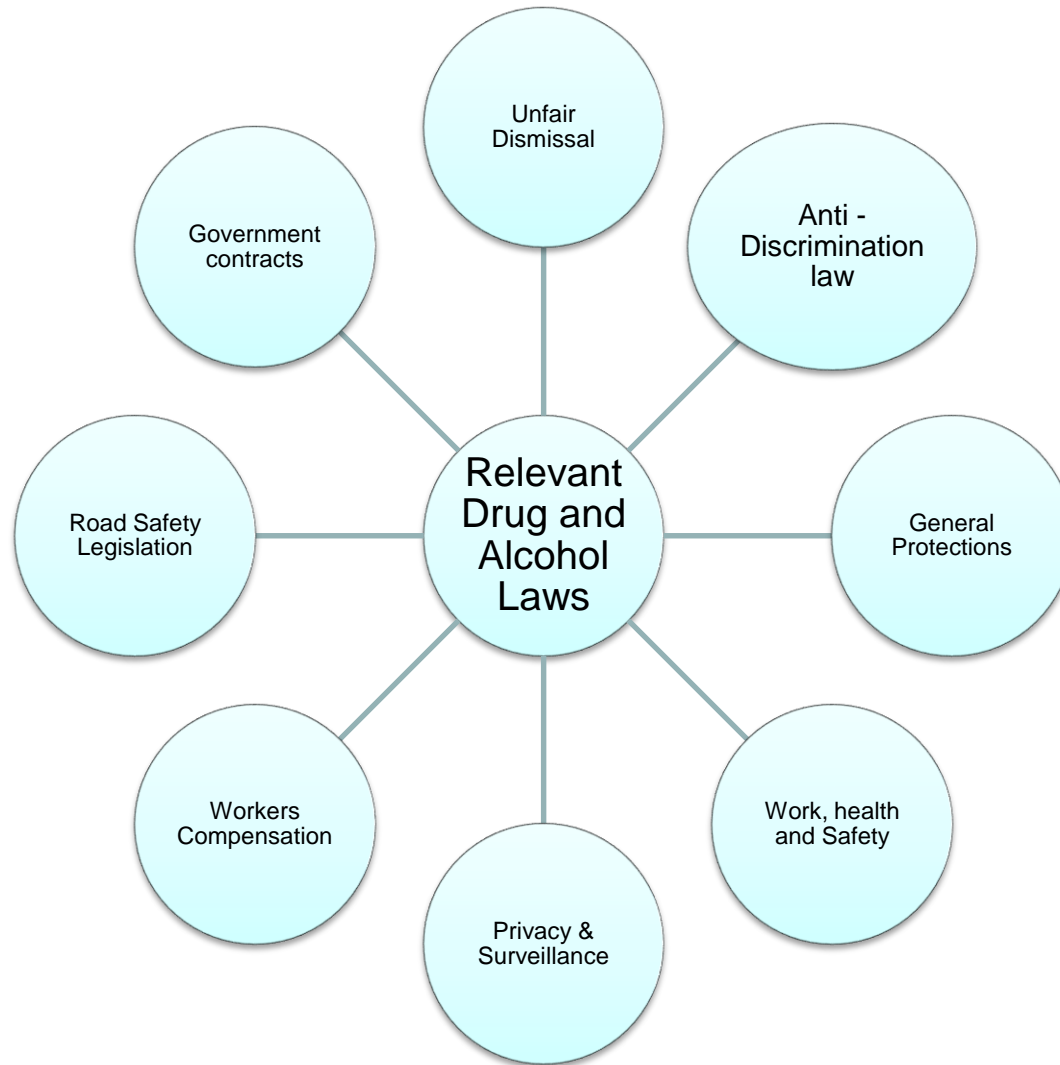 Unfair
Dismissal
Anti -
Discrimination
law
General
Protections
Work, health
and Safety
Privacy &
Surveillance
Workers
Compensation
Road Safety
Legislation
Government
contracts
Relevant
Drug and
Alcohol
Laws